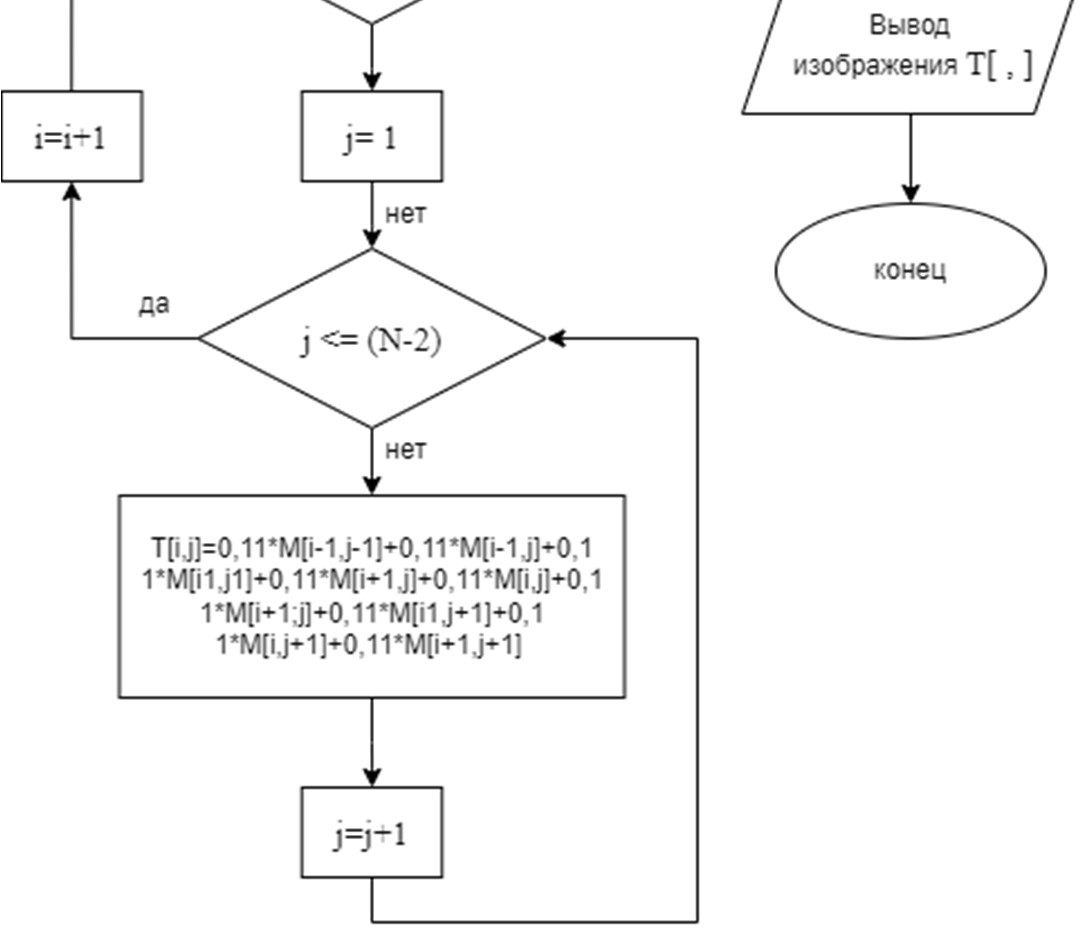 Вывод
изображения T[ , ]
i=i+1
j= 1
нет
конец
да
j <= (N-2)
нет
T[i,j]=0,11*M[i-1,j-1]+0,11*M[i-1,j]+0,1
1*M[i1,j1]+0,11*M[i+1,j]+0,11*M[i,j]+0,1
1*M[i+1;j]+0,11*M[i1,j+1]+0,1
1*M[i,j+1]+0,11*M[i+1,j+1]
j=j+1